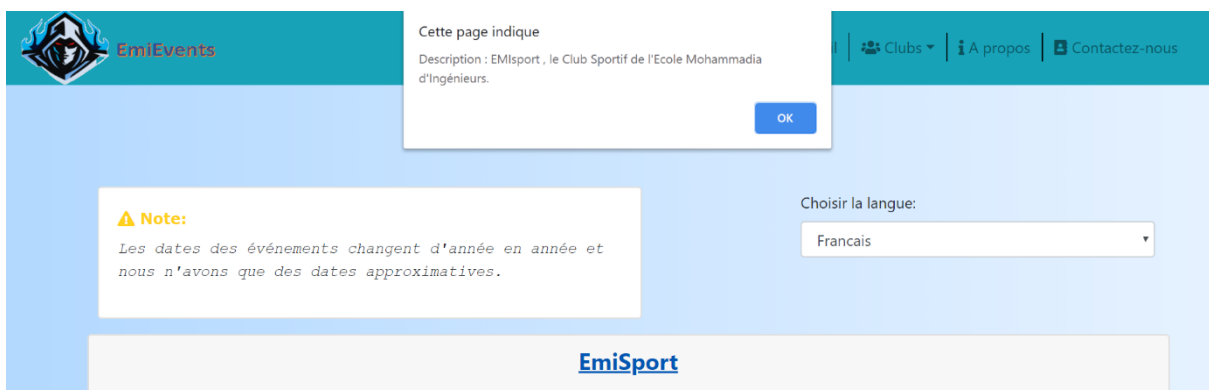 EmiEvents
Cette page indique
Description : EMIsport , le Club Sportif de l'Ecole Mohammadia
d'Ingénieurs.
OK
Clubs
A propos
Contactez-nous
Note:
Les dates des événements changent d'année en année et
nous n'avons que des dates approximatives.
Choisir la langue:
Francais
EmiSport